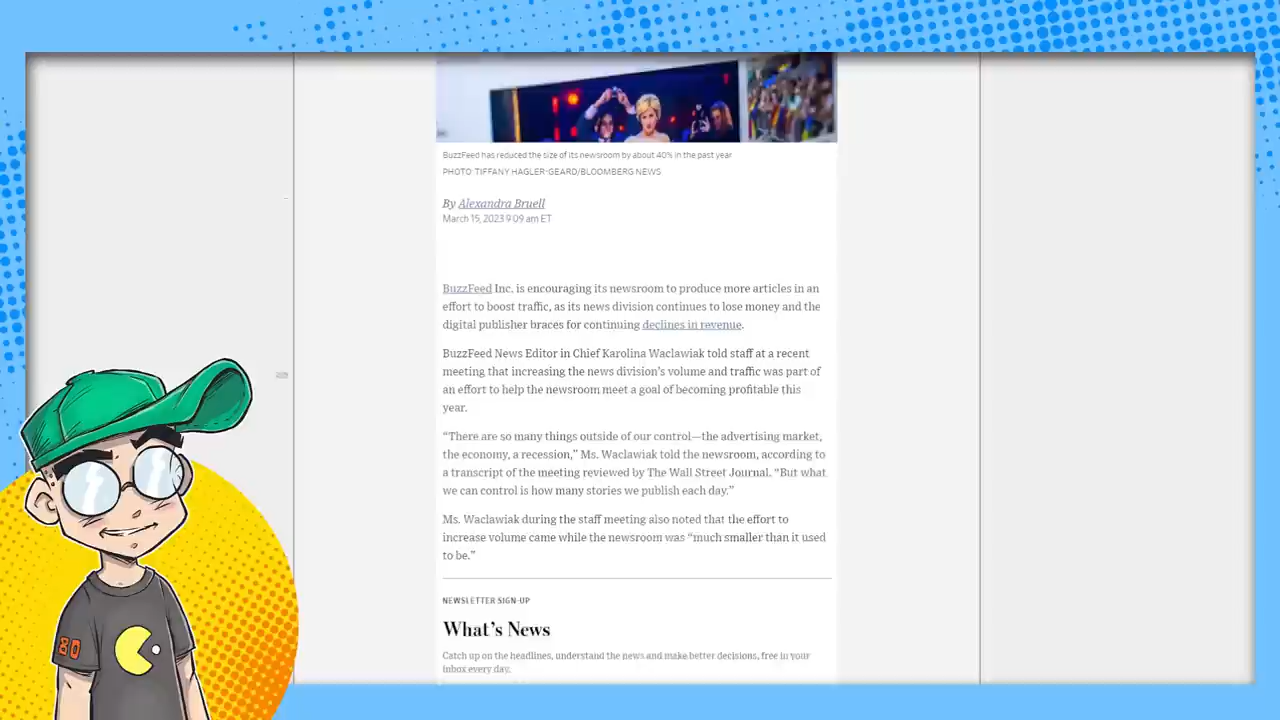 BuzzFeed has reduced the size of its newsroom by about 40% in the past year
PHOTO: TIFFANY HAGLER-GEARD/BLOOMBERG NEWS
By Alexandra Bruell
March 15, 2023 9:09 am ET
BuzzFeed Inc. is encouraging its newsroom to produce more articles in an
effort to boost traffic, as its news division continues to lose money and the
digital publisher braces for continuing declines in revenue.
BuzzFeed News Editor in Chief Karolina Waclawiak told staff at a recent
meeting that increasing the news division’s volume and traffic was part of
an effort to help the newsroom meet a goal of becoming profitable this
year.
“There are so many things outside of our control—the advertising market,
the economy, a recession,” Ms. Waclawiak told the newsroom, according to
a transcript of the meeting reviewed by The Wall Street Journal. “But what
we can control is how many stories we publish each day.”
Ms. Waclawiak during the staff meeting also noted that the effort to
increase volume came while the newsroom was “much smaller than it used
to be.”
NEWSLETTER SIGN-UP
What’s News
Catch up on the headlines, understand the news and make better decisions, free in your
inbox every day.
80